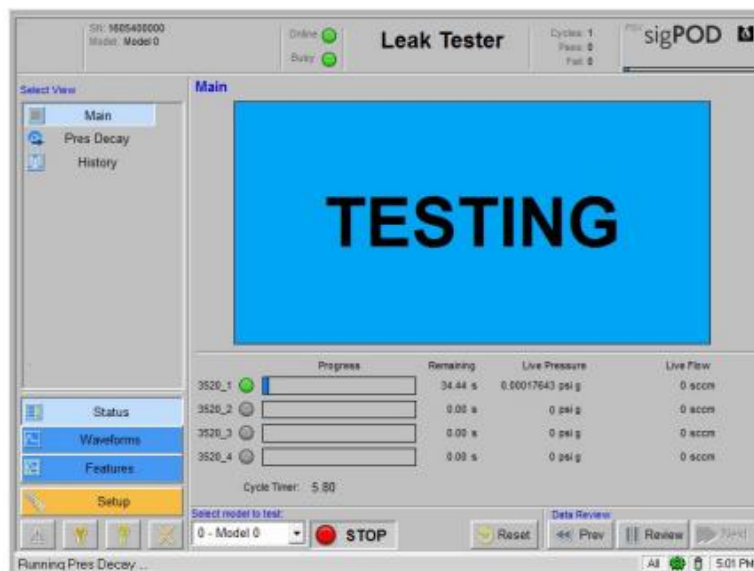 SN: 1605400000
Model: Model 0
Online
Busy
Leak Tester
Cycles: 1
Pass: 0
Fail: 0
sigPOD
Select View
Main
Pres Decay
History
Main
TESTING
Progress Remaining Live Pressure Live Flow
3520_1 34.44 s 0.00017643 psi g 0 sccm
3520_2 0.00 s 0 psi g 0 sccm
3520_3 0.00 s 0 psi g 0 sccm
3520_4 0.00 s 0 psi g 0 sccm
Cycle Timer: 5.80
Status
Waveforms
Features
Setup
Select model to test:
0 - Model 0
STOP
Reset
Data Review
Prev
Review
Next
Running Pres Decay ...
All
5:01 PM